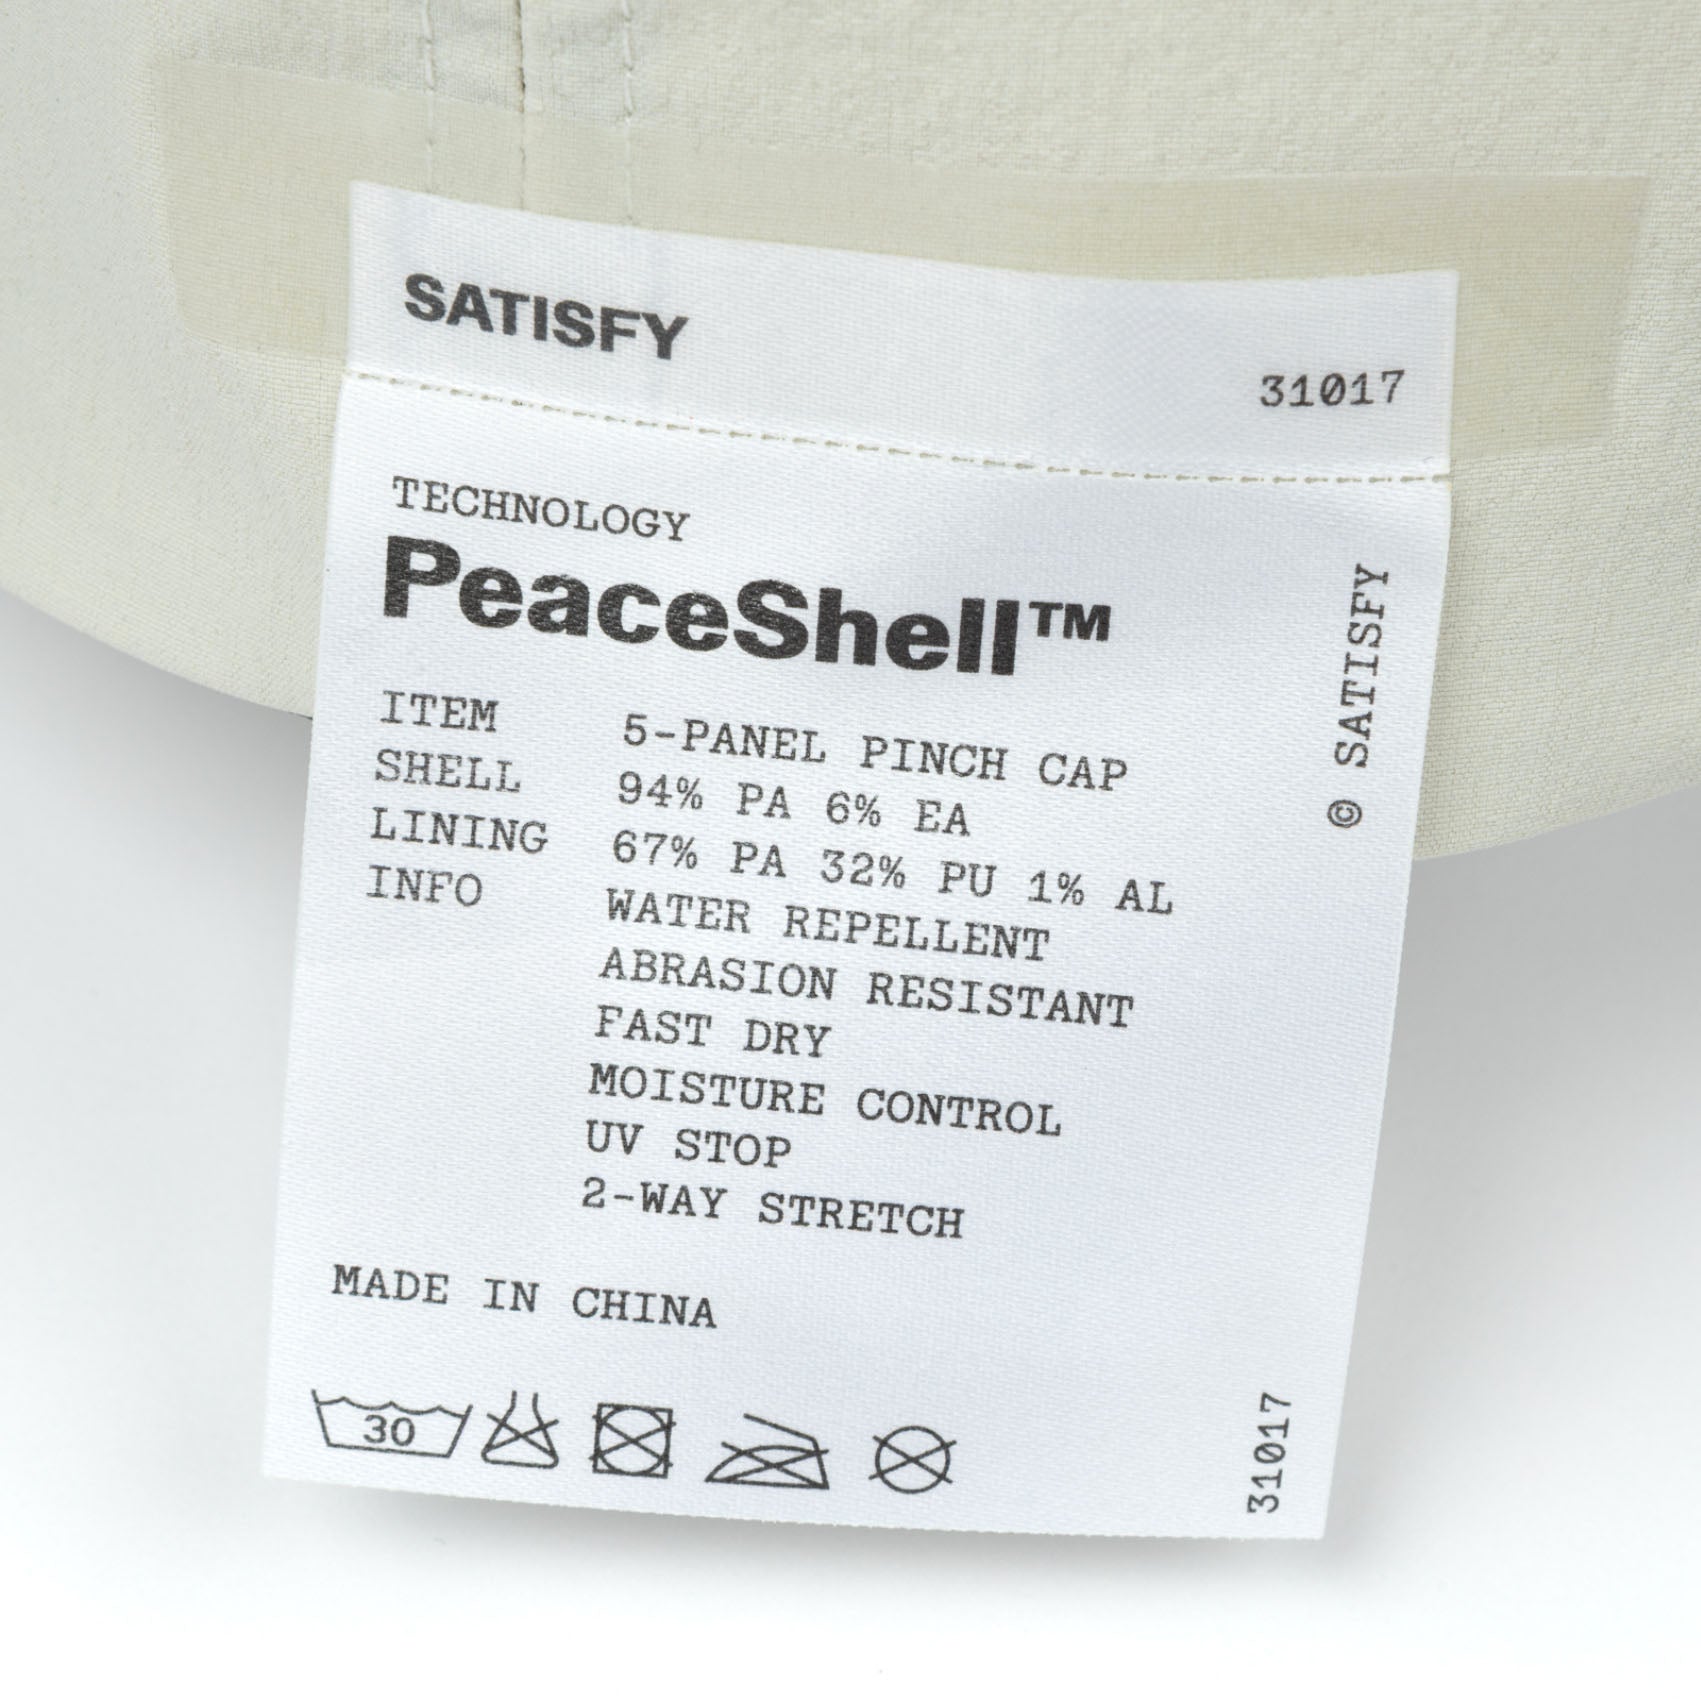 SATISFY
31017
TECHNOLOGY
PeaceShell™
ITEM 5-PANEL PINCH CAP
SHELL 94% PA 6% EA
LINING 67% PA 32% PU 1% AL
INFO WATER REPELLENT
ABRASION RESISTANT
FAST DRY
MOISTURE CONTROL
UV STOP
2-WAY STRETCH
MADE IN CHINA
30
© SATISFY
31017